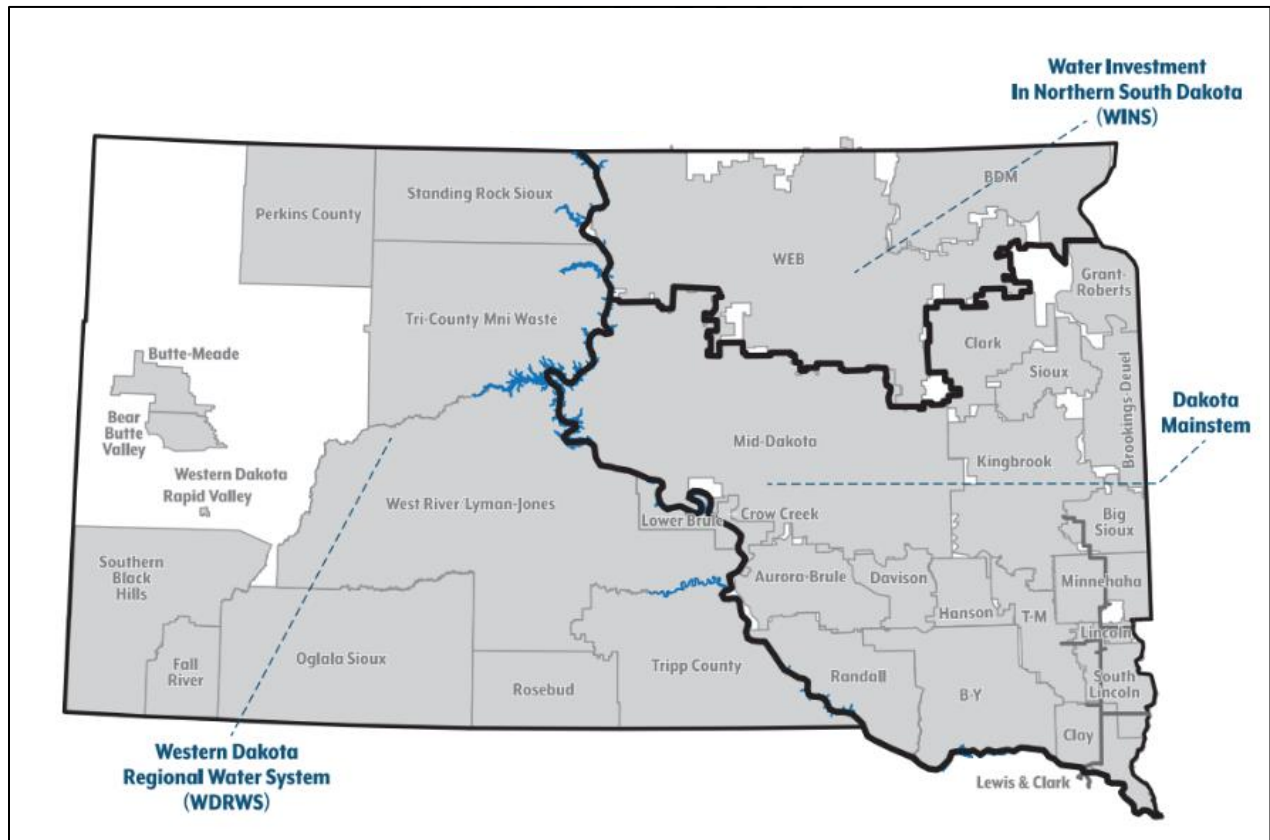 Water Investment
In Northern South Dakota
(WINS)
BDM
Standing Rock Sioux
Perkins County
WEB
Grant-
Roberts
Tri-County Mni Waste
Clark
Butte-Meade
Sioux
Brookings-Deuel
Dakota
Mainstem
Bear
Butte
Valley
Mid-Dakota
Kingbrook
Western Dakota
Rapid Valley
West River/Lyman-Jones
Lower Brule
Crow Creek
Big
Sioux
Southern
Black
Hills
Aurora-Brule
Davison
Minnehaha
Hanson
T-M
Lincoln
Fall
River
Oglala Sioux
Tripp County
Randall
South
Lincoln
Rosebud
B-Y
Clay
Western Dakota
Regional Water System
(WDRWS)
Lewis & Clark